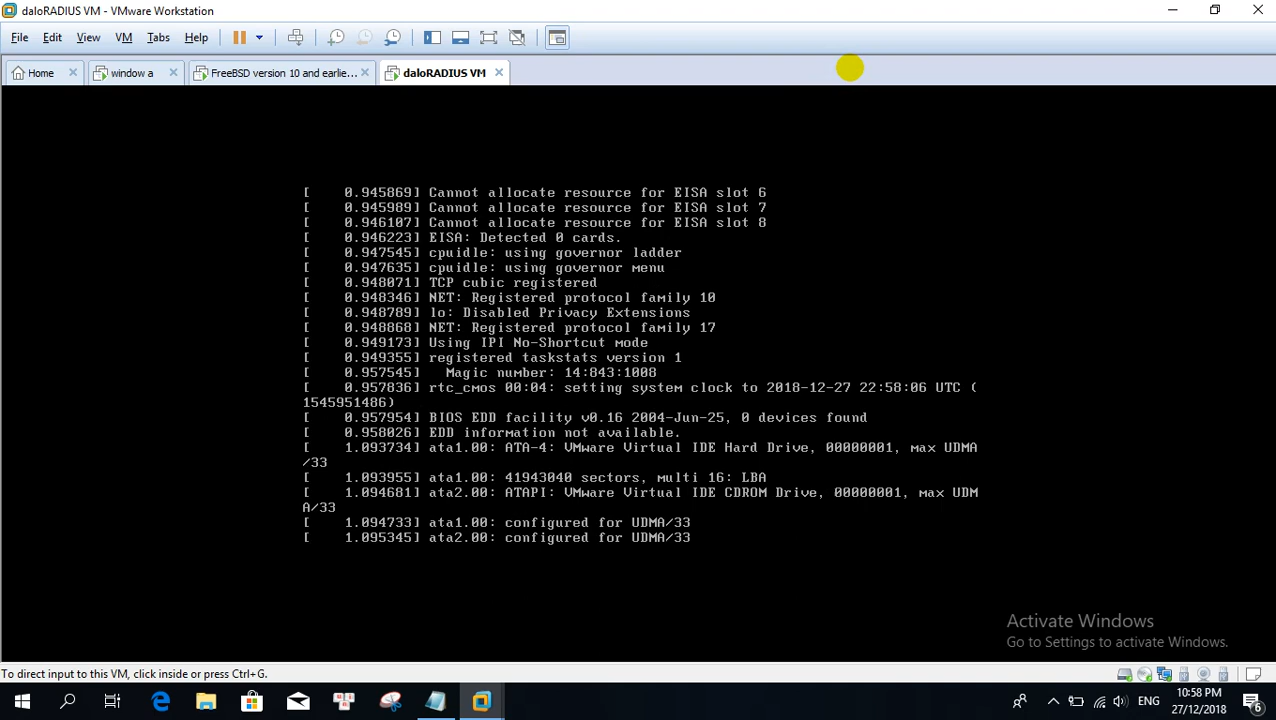 daloRADIUS VM - VMware Workstation
File Edit View VM Tabs Help
Home window a FreeBSD version 10 and earlie... daloRADIUS VM
[    0.945869] Cannot allocate resource for EISA slot 6
[    0.945989] Cannot allocate resource for EISA slot 7
[    0.946107] Cannot allocate resource for EISA slot 8
[    0.946223] EISA: Detected 0 cards.
[    0.947545] cpuidle: using governor ladder
[    0.947635] cpuidle: using governor menu
[    0.948071] TCP cubic registered
[    0.948346] NET: Registered protocol family 10
[    0.948789] lo: Disabled Privacy Extensions
[    0.948868] NET: Registered protocol family 17
[    0.949173] Using IPI No-Shortcut mode
[    0.949355] registered taskstats version 1
[    0.957545]   Magic number: 14:843:1008
[    0.957836] rtc_cmos 00:04: setting system clock to 2018-12-27 22:58:06 UTC (
1545951486)
[    0.957954] BIOS EDD facility v0.16 2004-Jun-25, 0 devices found
[    0.958026] EDD information not available.
[    1.093734] ata1.00: ATA-4: VMware Virtual IDE Hard Drive, 00000001, max UDMA
/33
[    1.093955] ata1.00: 41943040 sectors, multi 16: LBA
[    1.094681] ata2.00: ATAPI: VMware Virtual IDE CDROM Drive, 00000001, max UDM
A/33
[    1.094733] ata1.00: configured for UDMA/33
[    1.095345] ata2.00: configured for UDMA/33
Activate Windows
Go to Settings to activate Windows.
To direct input to this VM, click inside or press Ctrl+G.
ENG
10:58 PM
27/12/2018
6